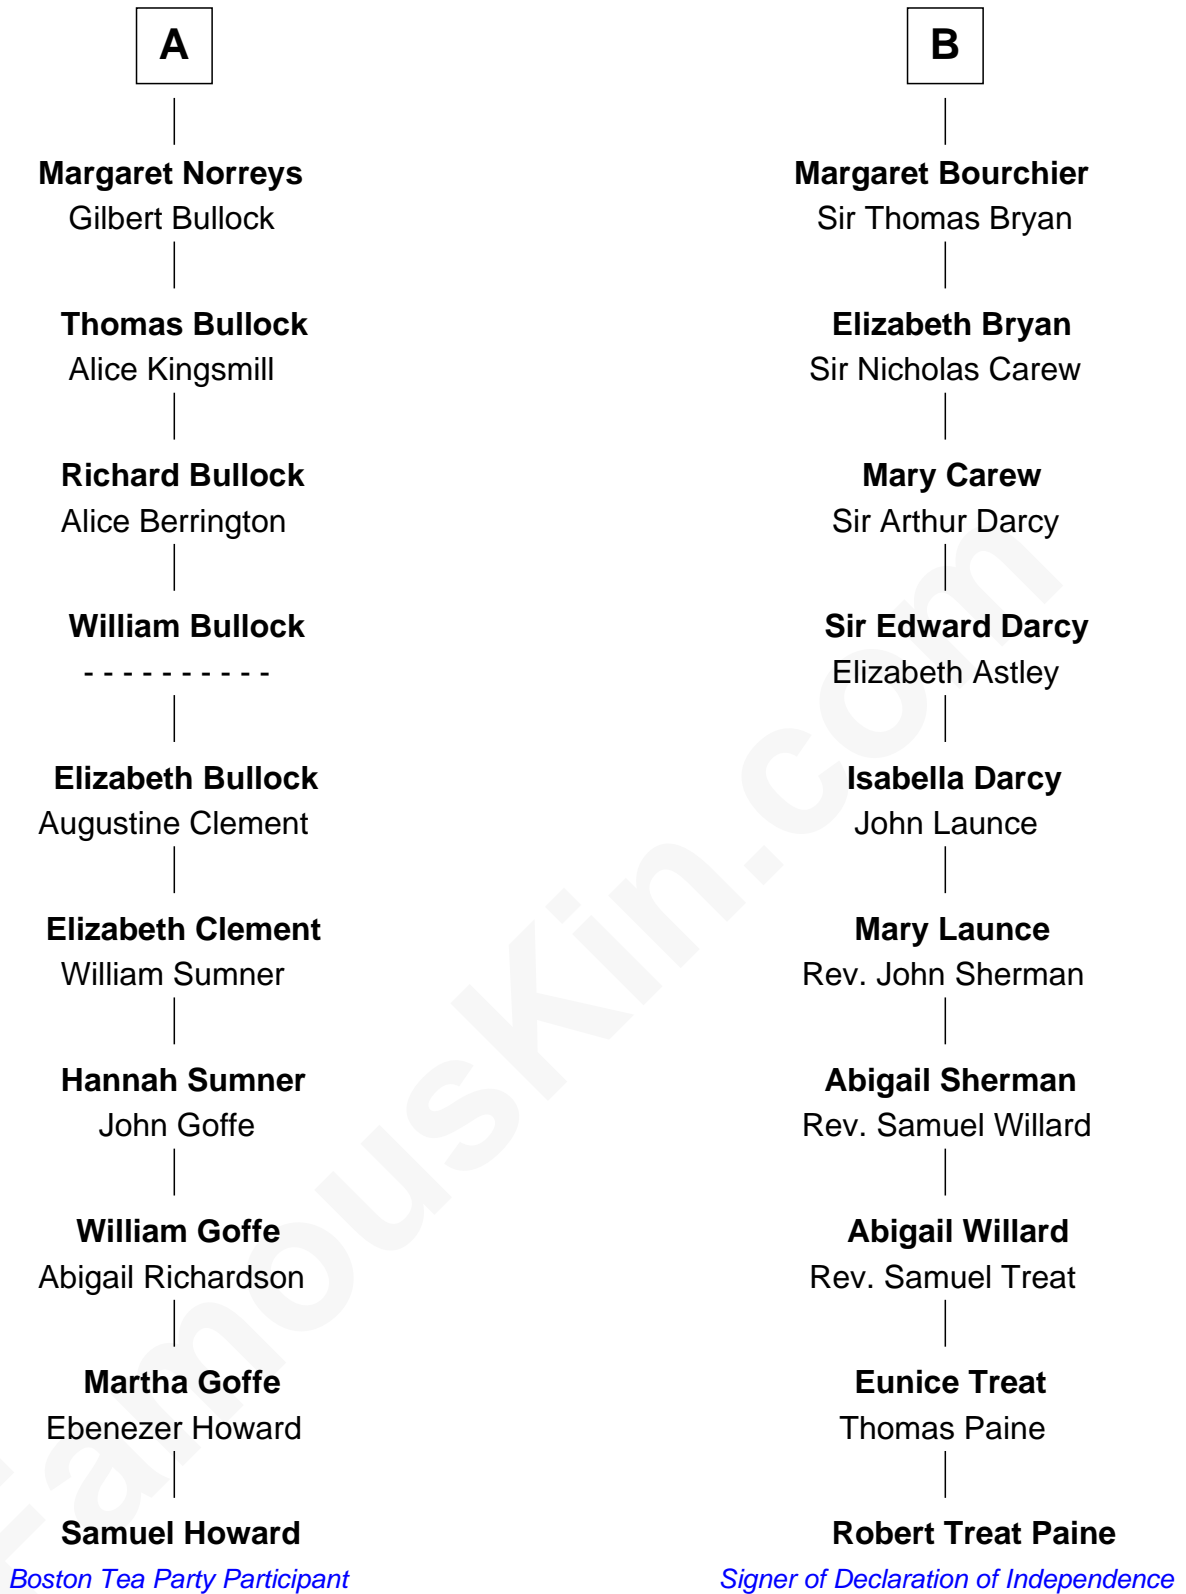 A
Margaret Norreys
Gilbert Bullock
Thomas Bullock
Alice Kingsmill
Richard Bullock
Alice Berrington
William Bullock
- - - - - - - - - -
Elizabeth Bullock
Augustine Clement
Elizabeth Clement
William Sumner
Hannah Sumner
John Goffe
William Goffe
Abigail Richardson
Martha Goffe
Ebenezer Howard
Samuel Howard
Boston Tea Party Participant
B
Margaret Bourchier
Sir Thomas Bryan
Elizabeth Bryan
Sir Nicholas Carew
Mary Carew
Sir Arthur Darcy
Sir Edward Darcy
Elizabeth Astley
Isabella Darcy
John Launce
Mary Launce
Rev. John Sherman
Abigail Sherman
Rev. Samuel Willard
Abigail Willard
Rev. Samuel Treat
Eunice Treat
Thomas Paine
Robert Treat Paine
Signer of Declaration of Independence
FamousKin.com